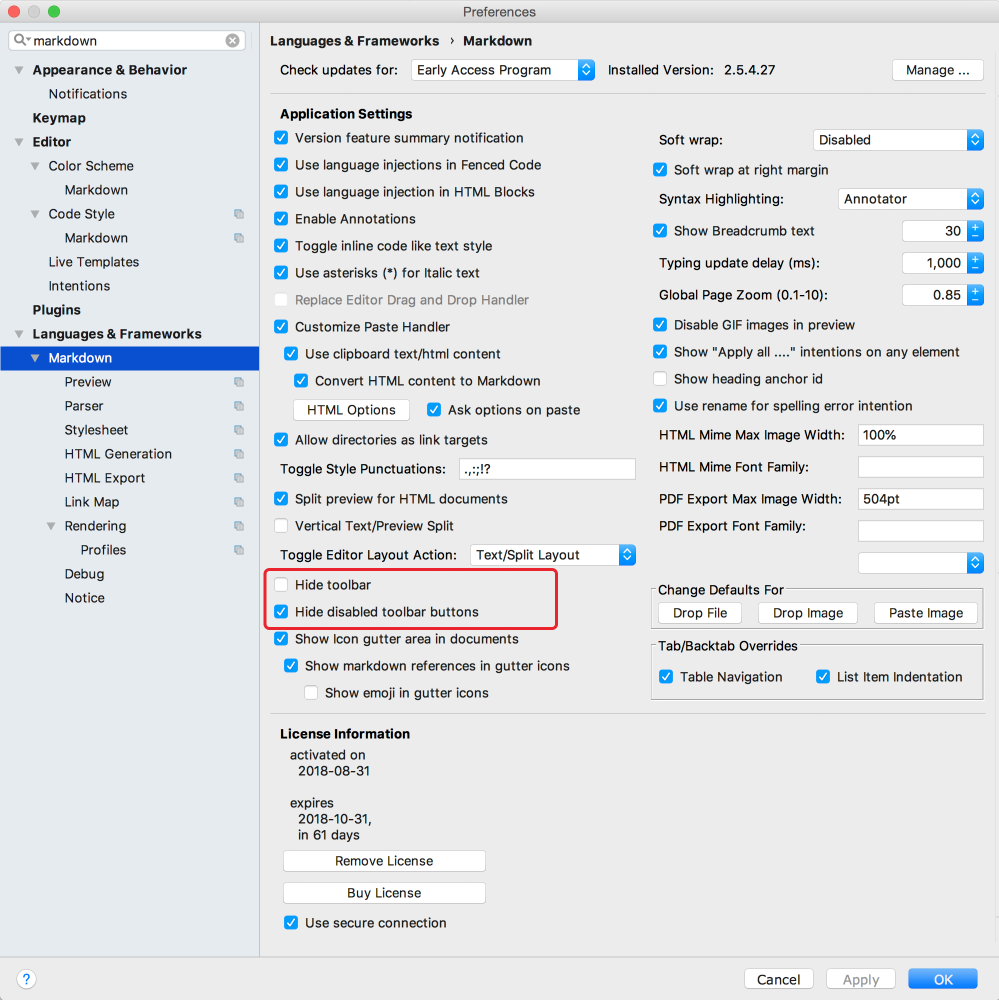 Preferences
markdown
Appearance & Behavior
Notifications
Keymap
Editor
Color Scheme
Markdown
Code Style
Markdown
Live Templates
Intentions
Plugins
Languages & Frameworks
Markdown
Preview
Parser
Stylesheet
HTML Generation
HTML Export
Link Map
Rendering
Profiles
Debug
Notice
Languages & Frameworks › Markdown
Check updates for: Early Access Program Installed Version: 2.5.4.27 Manage ...
Application Settings
Version feature summary notification
Use language injections in Fenced Code
Use language injection in HTML Blocks
Enable Annotations
Toggle inline code like text style
Use asterisks (*) for Italic text
Replace Editor Drag and Drop Handler
Customize Paste Handler
Use clipboard text/html content
Convert HTML content to Markdown
HTML Options Ask options on paste
Allow directories as link targets
Toggle Style Punctuations: .,:;!?
Split preview for HTML documents
Vertical Text/Preview Split
Toggle Editor Layout Action: Text/Split Layout
Hide toolbar
Hide disabled toolbar buttons
Show Icon gutter area in documents
Show markdown references in gutter icons
Show emoji in gutter icons
Soft wrap: Disabled
Soft wrap at right margin
Syntax Highlighting: Annotator
Show Breadcrumb text 30
Typing update delay (ms): 1,000
Global Page Zoom (0.1-10): 0.85
Disable GIF images in preview
Show "Apply all ...." intentions on any element
Show heading anchor id
Use rename for spelling error intention
HTML Mime Max Image Width: 100%
HTML Mime Font Family:
PDF Export Max Image Width: 504pt
PDF Export Font Family:
Change Defaults For
Drop File Drop Image Paste Image
Tab/Backtab Overrides
Table Navigation List Item Indentation
License Information
activated on
2018-08-31
expires
2018-10-31,
in 61 days
Remove License
Buy License
Use secure connection
? Cancel Apply OK